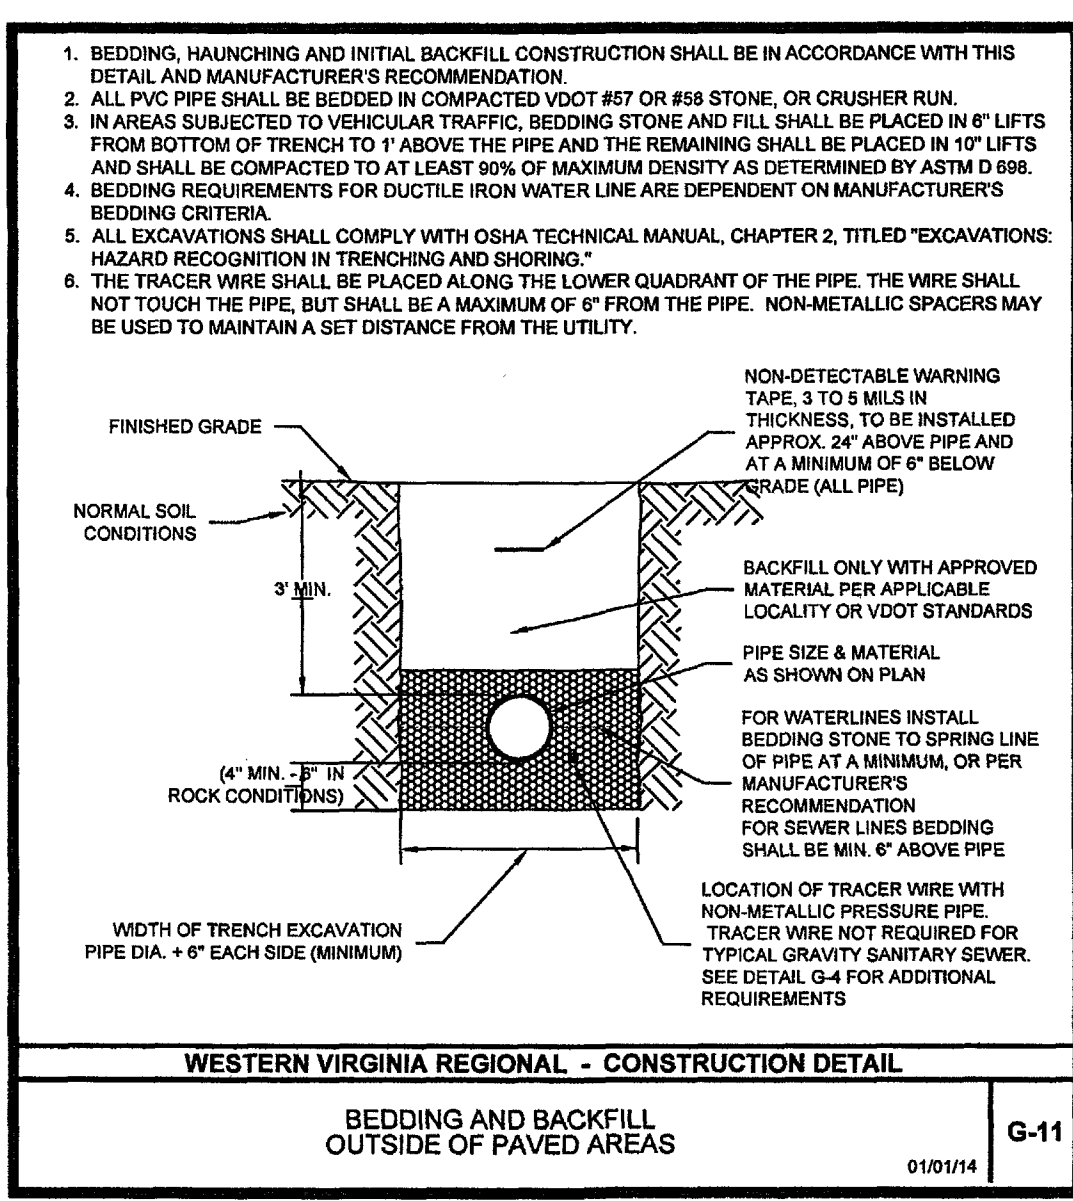 1. BEDDING, HAUNCHING AND INITIAL BACKFILL CONSTRUCTION SHALL BE IN ACCORDANCE WITH THIS
DETAIL AND MANUFACTURER'S RECOMMENDATION.
2. ALL PVC PIPE SHALL BE BEDDED IN COMPACTED VDOT #57 OR #58 STONE, OR CRUSHER RUN.
3. IN AREAS SUBJECTED TO VEHICULAR TRAFFIC, BEDDING STONE AND FILL SHALL BE PLACED IN 6" LIFTS
FROM BOTTOM OF TRENCH TO 1' ABOVE THE PIPE AND THE REMAINING SHALL BE PLACED IN 10" LIFTS
AND SHALL BE COMPACTED TO AT LEAST 90% OF MAXIMUM DENSITY AS DETERMINED BY ASTM D 698.
4. BEDDING REQUIREMENTS FOR DUCTILE IRON WATER LINE ARE DEPENDENT ON MANUFACTURER'S
BEDDING CRITERIA.
5. ALL EXCAVATIONS SHALL COMPLY WITH OSHA TECHNICAL MANUAL, CHAPTER 2, TITLED "EXCAVATIONS:
HAZARD RECOGNITION IN TRENCHING AND SHORING."
6. THE TRACER WIRE SHALL BE PLACED ALONG THE LOWER QUADRANT OF THE PIPE. THE WIRE SHALL
NOT TOUCH THE PIPE, BUT SHALL BE A MAXIMUM OF 6" FROM THE PIPE. NON-METALLIC SPACERS MAY
BE USED TO MAINTAIN A SET DISTANCE FROM THE UTILITY.
NON-DETECTABLE WARNING
TAPE, 3 TO 5 MILS IN
THICKNESS, TO BE INSTALLED
APPROX. 24" ABOVE PIPE AND
AT A MINIMUM OF 6" BELOW
GRADE (ALL PIPE)
FINISHED GRADE
NORMAL SOIL
CONDITIONS
3' MIN.
BACKFILL ONLY WITH APPROVED
MATERIAL PER APPLICABLE
LOCALITY OR VDOT STANDARDS
PIPE SIZE & MATERIAL
AS SHOWN ON PLAN
FOR WATERLINES INSTALL
BEDDING STONE TO SPRING LINE
OF PIPE AT A MINIMUM, OR PER
MANUFACTURER'S
RECOMMENDATION
FOR SEWER LINES BEDDING
SHALL BE MIN. 6" ABOVE PIPE
(4" MIN. - 6" IN
ROCK CONDITIONS)
WIDTH OF TRENCH EXCAVATION
PIPE DIA. + 6" EACH SIDE (MINIMUM)
LOCATION OF TRACER WIRE WITH
NON-METALLIC PRESSURE PIPE.
TRACER WIRE NOT REQUIRED FOR
TYPICAL GRAVITY SANITARY SEWER.
SEE DETAIL G-4 FOR ADDITIONAL
REQUIREMENTS
WESTERN VIRGINIA REGIONAL - CONSTRUCTION DETAIL
BEDDING AND BACKFILL
OUTSIDE OF PAVED AREAS
G-11
01/01/14